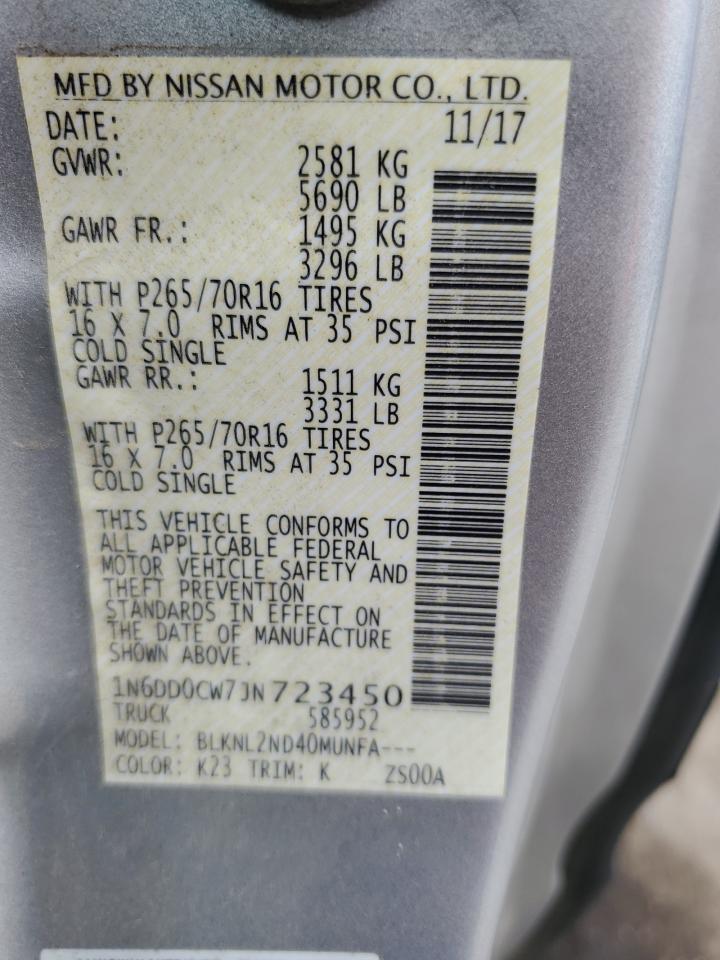 MFD BY NISSAN MOTOR CO., LTD.
DATE: 11/17
GVWR: 2581 KG
5690 LB
GAWR FR.: 1495 KG
3296 LB
WITH P265/70R16 TIRES
16 X 7.0 RIMS AT 35 PSI
COLD SINGLE
GAWR RR.: 1511 KG
3331 LB
WITH P265/70R16 TIRES
16 X 7.0 RIMS AT 35 PSI
COLD SINGLE
THIS VEHICLE CONFORMS TO
ALL APPLICABLE FEDERAL
MOTOR VEHICLE SAFETY AND
THEFT PREVENTION
STANDARDS IN EFFECT ON
THE DATE OF MANUFACTURE
SHOWN ABOVE.
1N6DD0CW7JN723450
TRUCK 585952
MODEL: BLKNL2ND40MUNFA---
COLOR: K23 TRIM: K ZS00A